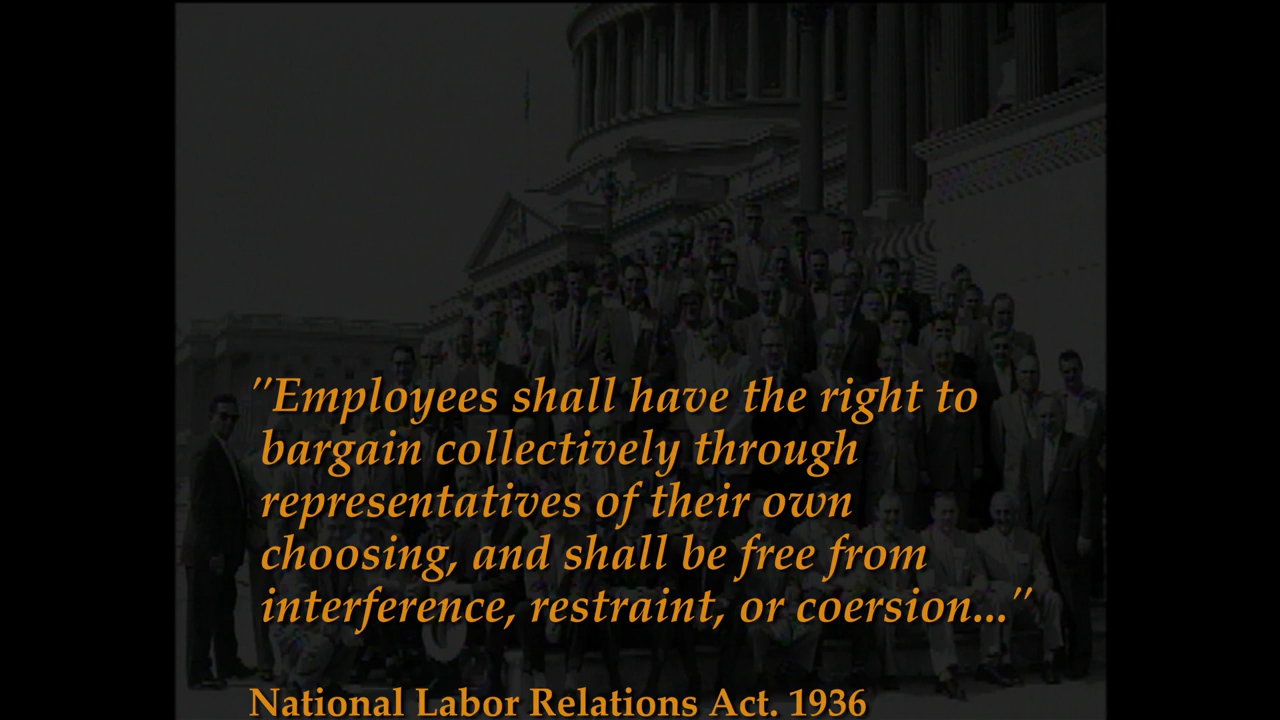 "Employees shall have the right to
bargain collectively through
representatives of their own
choosing, and shall be free from
interference, restraint, or coersion..."
National Labor Relations Act. 1936